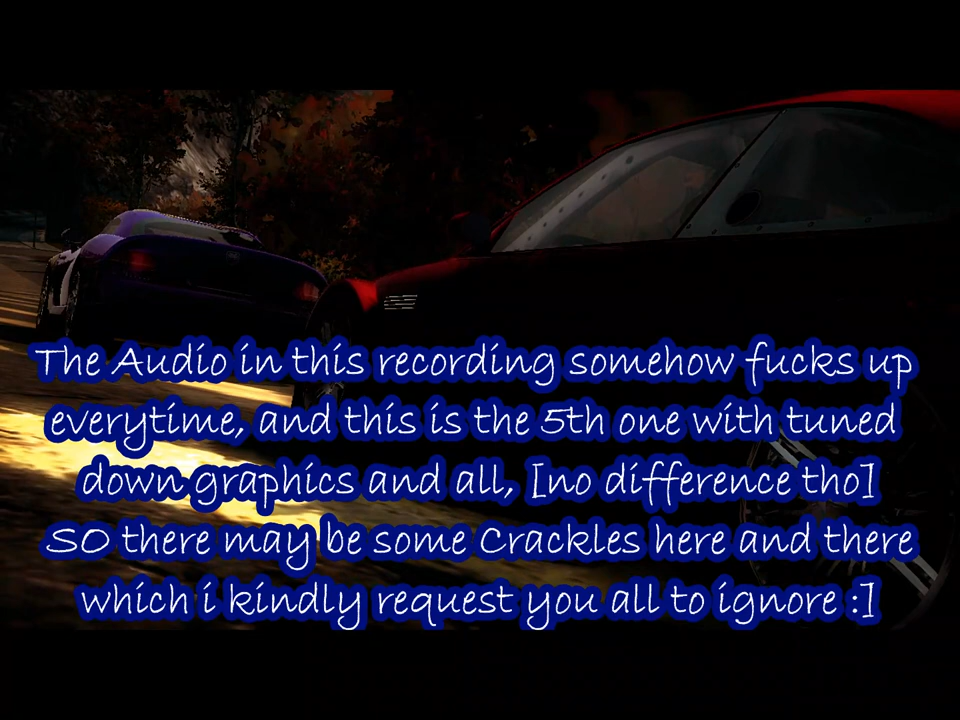 The Audio in this recording somehow fucks up
everytime, and this is the 5th one with tuned
down graphics and all, [no difference tho]
SO there may be some Crackles here and there
which i kindly request you all to ignore :]